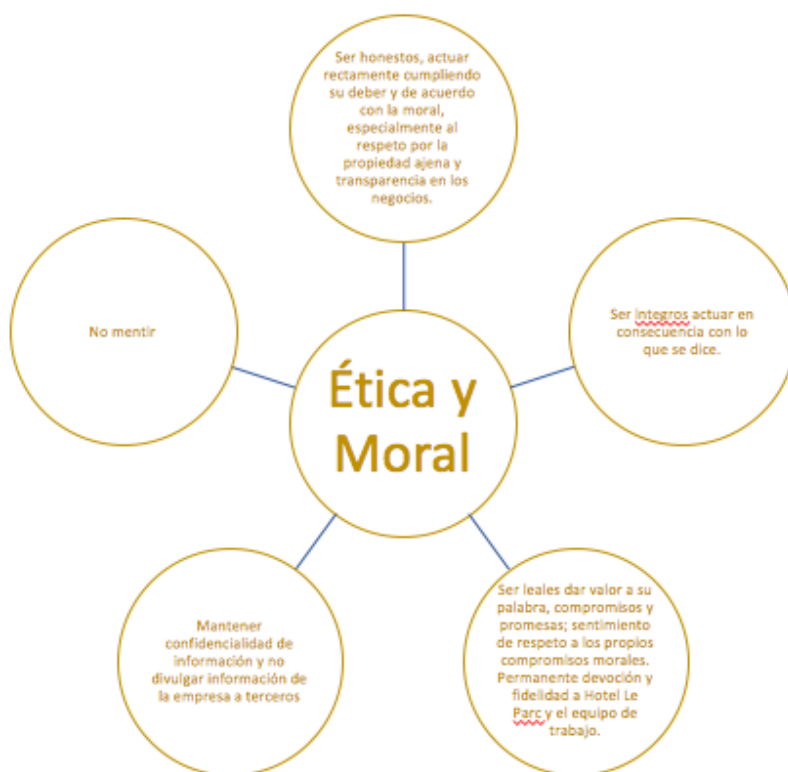 Ser honestos, actuar
rectamente cumpliendo
su deber y de acuerdo
con la moral,
especialmente al
respeto por la
propiedad ajena y
transparencia en los
negocios.
No mentir
Ser integros actuar en
consecuencia con lo
que se dice.
Ética y
Moral
Mantener
confidencialidad de
información y no
divulgar información de
la empresa a terceros
Ser leales dar valor a su
palabra, compromisos y
promesas; sentimiento
de respeto a los propios
compromisos morales.
Permanente devoción y
fidelidad a Hotel Le
Parc y el equipo de
trabajo.